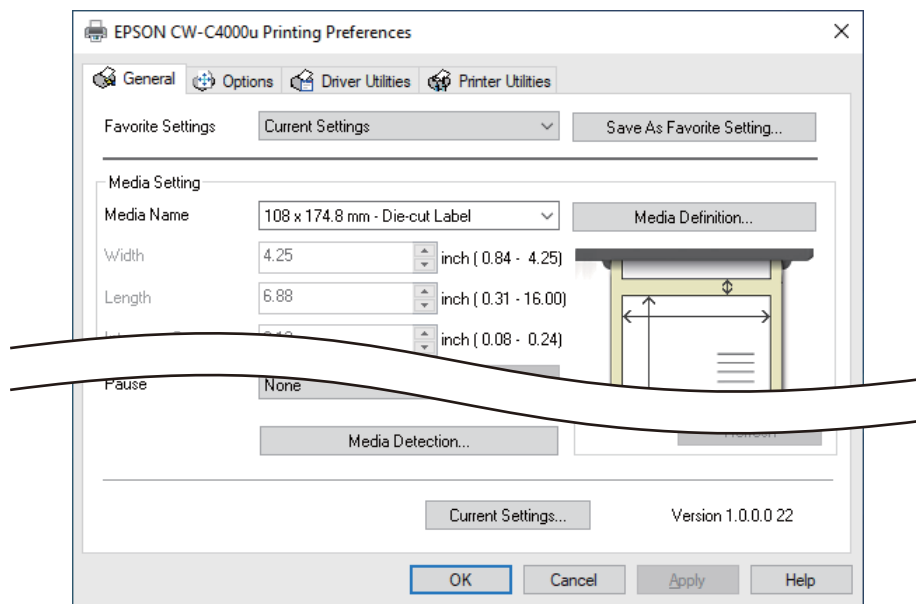 EPSON CW-C4000u Printing Preferences
General Options Driver Utilities Printer Utilities
Favorite Settings Current Settings Save As Favorite Setting...
Media Setting
Media Name 108 x 174.8 mm - Die-cut Label Media Definition...
Width 4.25 inch ( 0.84 - 4.25)
Length 6.88 inch ( 0.31 - 16.00)
inch ( 0.08 - 0.24)
Pause None
Media Detection...
Current Settings... Version 1.0.0.0 22
OK Cancel Apply Help